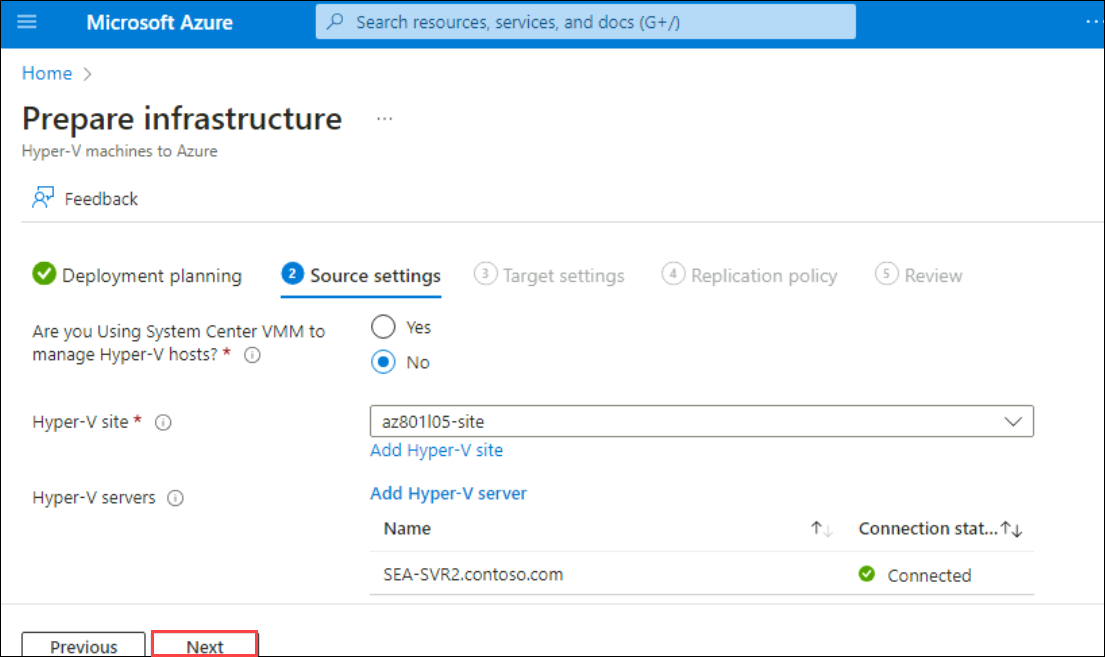 Microsoft Azure
Search resources, services, and docs (G+/)
Home
Prepare infrastructure
Hyper-V machines to Azure
Feedback
Deployment planning 2 Source settings 3 Target settings 4 Replication policy 5 Review
Are you Using System Center VMM to
manage Hyper-V hosts? *
Yes
No
Hyper-V site *
az801l05-site
Add Hyper-V site
Hyper-V servers
Add Hyper-V server
Name Connection stat...
SEA-SVR2.contoso.com Connected
Previous Next